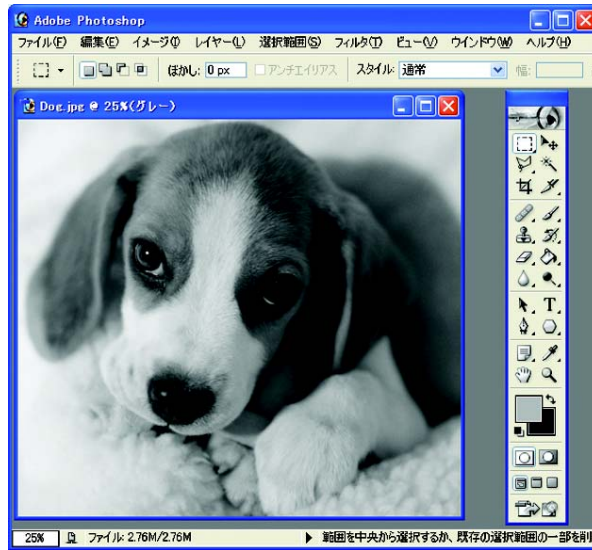 Adobe Photoshop
ファイル(F) 編集(E) イメージ(I) レイヤー(L) 選択範囲(S) フィルタ(T) ビュー(V) ウインドウ(W) ヘルプ(H)
ぼかし: 0 px アンチエイリアス スタイル: 通常 幅:
Dog.jpg @ 25%(グレー)
T
25% ファイル: 2.76M/2.76M 範囲を中央から選択するか、既存の選択範囲の一部を削